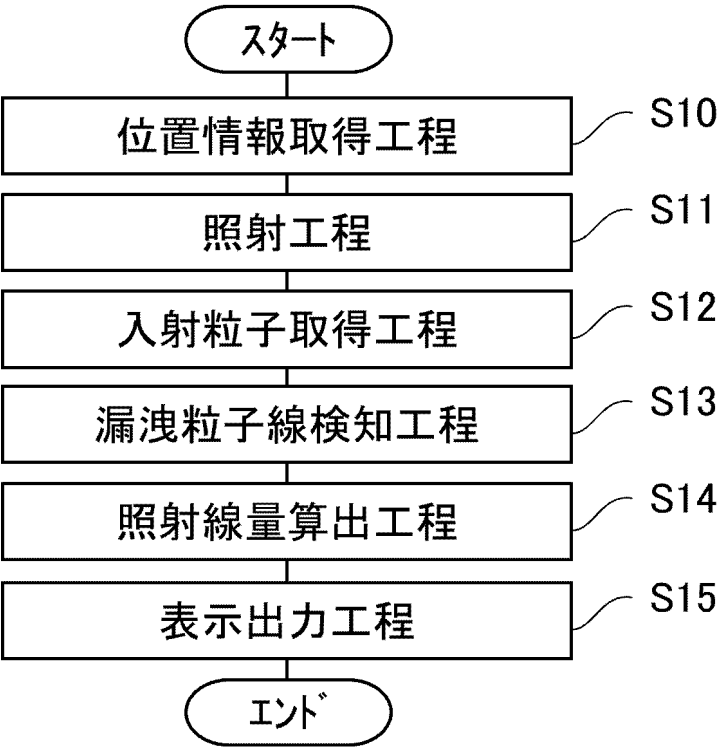 スタート
位置情報取得工程 S10
照射工程 S11
入射粒子取得工程 S12
漏洩粒子線検知工程 S13
照射線量算出工程 S14
表示出力工程 S15
エンド